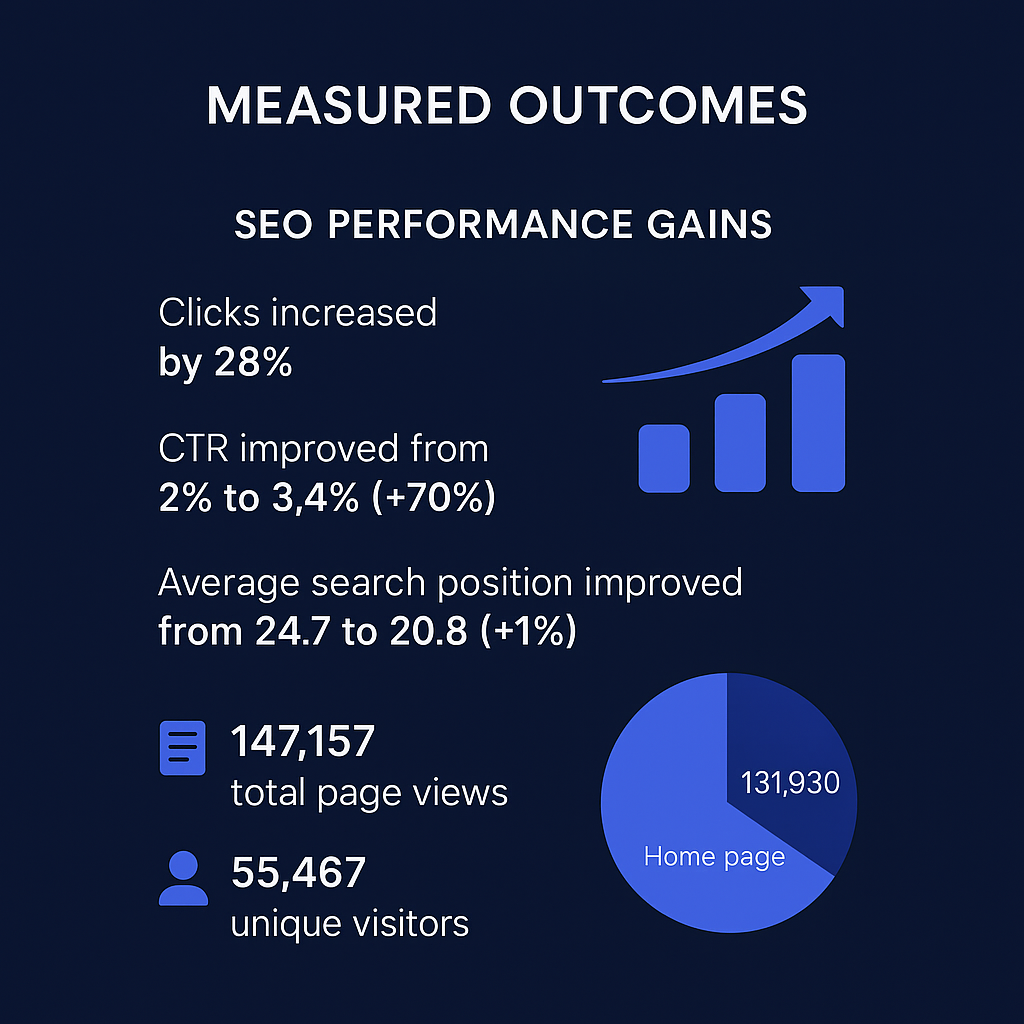 MEASURED OUTCOMES
SEO PERFORMANCE GAINS
Clicks increased
by 28%
CTR improved from
2% to 3,4% (+70%)
Average search position improved
from 24.7 to 20.8 (+1%)
147,157
total page views
55,467
unique visitors
131,930
Home page